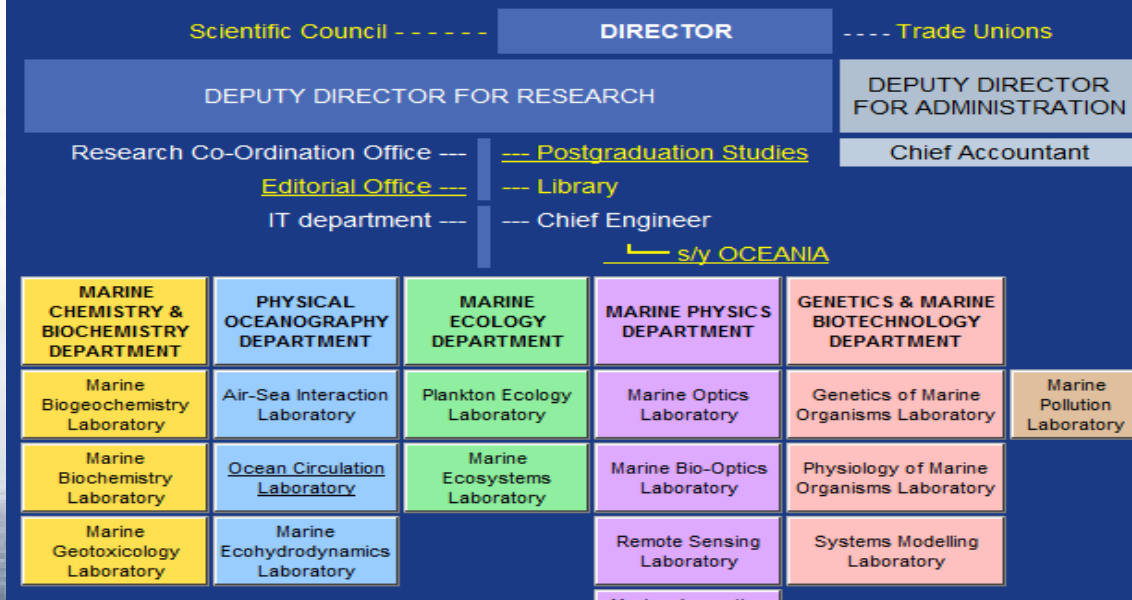 Scientific Council - - - - - - DIRECTOR - - - - Trade Unions
DEPUTY DIRECTOR FOR RESEARCH
DEPUTY DIRECTOR
FOR ADMINISTRATION
Research Co-Ordination Office --- --- Postgraduation Studies
Chief Accountant
Editorial Office --- --- Library
IT department --- --- Chief Engineer
s/y OCEANIA
MARINE
CHEMISTRY &
BIOCHEMISTRY
DEPARTMENT
PHYSICAL
OCEANOGRAPHY
DEPARTMENT
MARINE
ECOLOGY
DEPARTMENT
MARINE PHYSICS
DEPARTMENT
GENETICS & MARINE
BIOTECHNOLOGY
DEPARTMENT
Marine
Biogeochemistry
Laboratory
Air-Sea Interaction
Laboratory
Plankton Ecology
Laboratory
Marine Optics
Laboratory
Genetics of Marine
Organisms Laboratory
Marine
Pollution
Laboratory
Marine
Biochemistry
Laboratory
Ocean Circulation
Laboratory
Marine
Ecosystems
Laboratory
Marine Bio-Optics
Laboratory
Physiology of Marine
Organisms Laboratory
Marine
Geotoxicology
Laboratory
Marine
Ecohydrodynamics
Laboratory
Remote Sensing
Laboratory
Systems Modelling
Laboratory